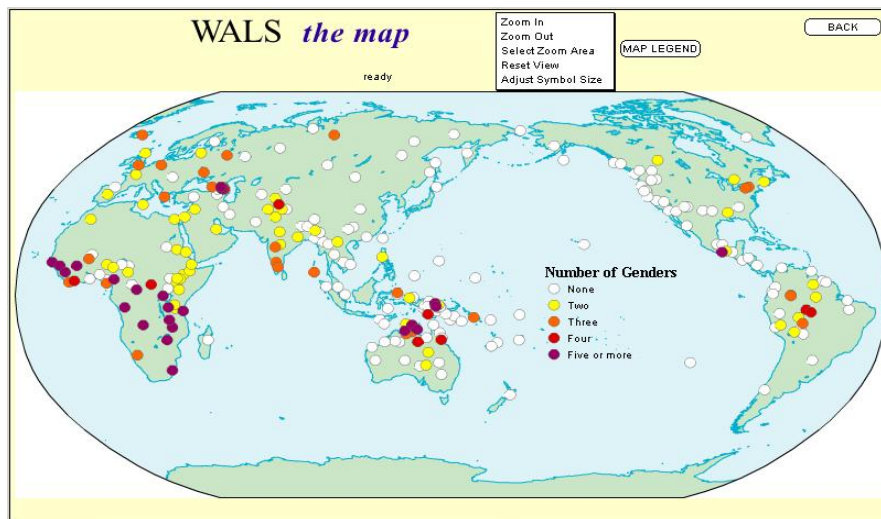 WALS the map
ready
Zoom In
Zoom Out
Select Zoom Area
Reset View
Adjust Symbol Size
MAP LEGEND
BACK
Number of Genders
None
Two
Three
Four
Five or more